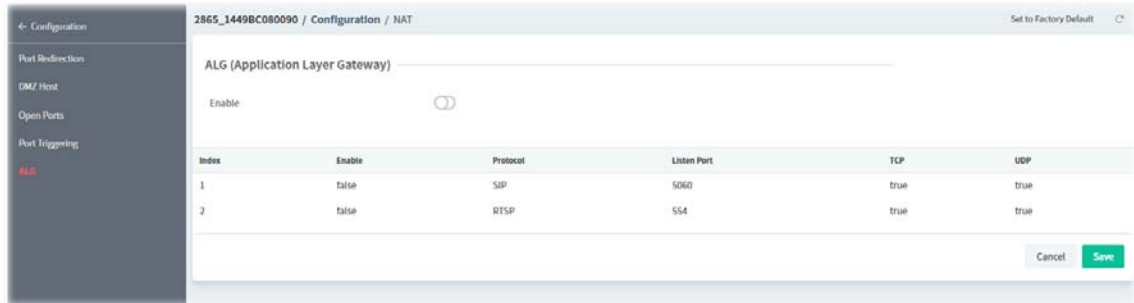 ← Configuration
2865_1449BC080090 / Configuration / NAT
Set to Factory Default
Port Redirection
DMZ Host
Open Ports
Port Triggering
ALG
ALG (Application Layer Gateway)
Enable
Index Enable Protocol Listen Port TCP UDP
1 false SIP 5060 true true
2 false RTSP 554 true true
Cancel Save